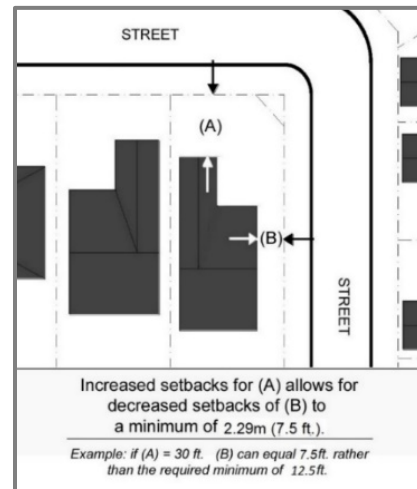 STREET
(A)
(B)
STREET
Increased setbacks for (A) allows for
decreased setbacks of (B) to
a minimum of 2.29m (7.5 ft.).
Example: if (A) = 30 ft. (B) can equal 7.5ft. rather
than the required minimum of 12.5ft.